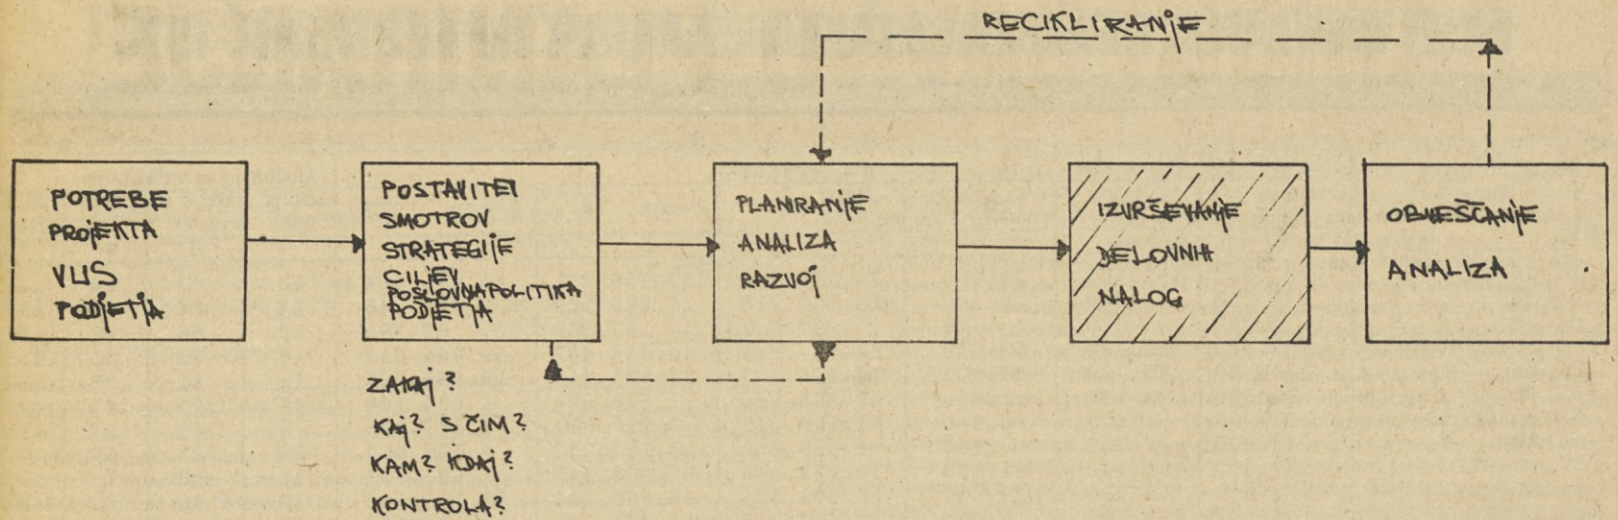 RECIKLIRANJE
POTREBE
PROJEKTA
VUS
PODJETJA
POSTAVITEV
SMOTROV
STRATEGIJE
CILJEV
POSLOVNA POLITIKA
PODJETJA
PLANIRANJE
ANALIZA
RAZVOJ
IZVRŠEVANJE
DELOVNIH
NALOG
OBVEŠČANJE
ANALIZA
ZAKAJ?
KAJ? S ČIM?
KAM? KDAJ?
KONTROLA?